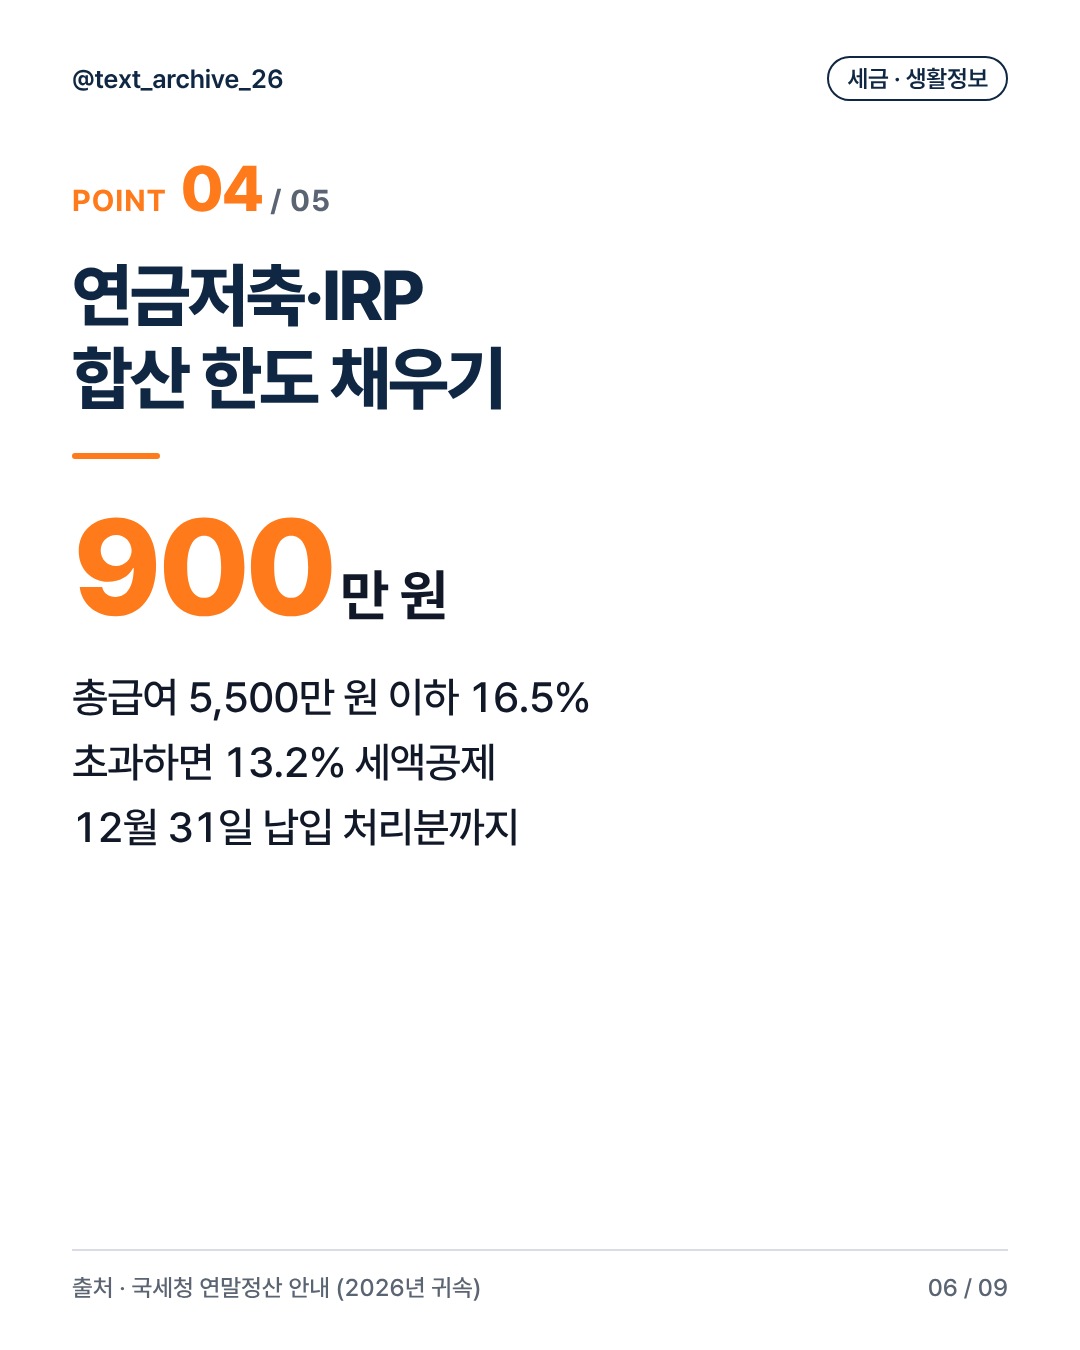 @text_archive_26
세금 · 생활정보
POINT 04 / 05
연금저축·IRP
합산 한도 채우기
900만 원
총급여 5,500만 원 이하 16.5%
초과하면 13.2% 세액공제
12월 31일 납입 처리분까지
출처 · 국세청 연말정산 안내 (2026년 귀속)
06 / 09